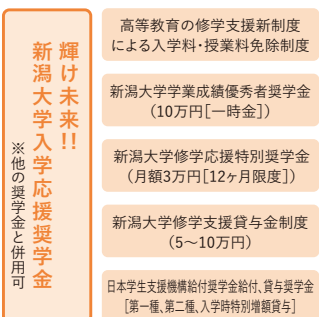 輝け未来!!
新潟大学入学応援奨学金
※他の奨学金と併用可
高等教育の修学支援新制度
による入学料・授業料免除制度
新潟大学学業成績優秀者奨学金
（10万円［一時金］）
新潟大学修学応援特別奨学金
（月額3万円［12ヶ月限度］）
新潟大学修学支援貸与金制度
（5〜10万円）
日本学生支援機構給付奨学金給付、貸与奨学金
［第一種、第二種、入学時特別増額貸与］